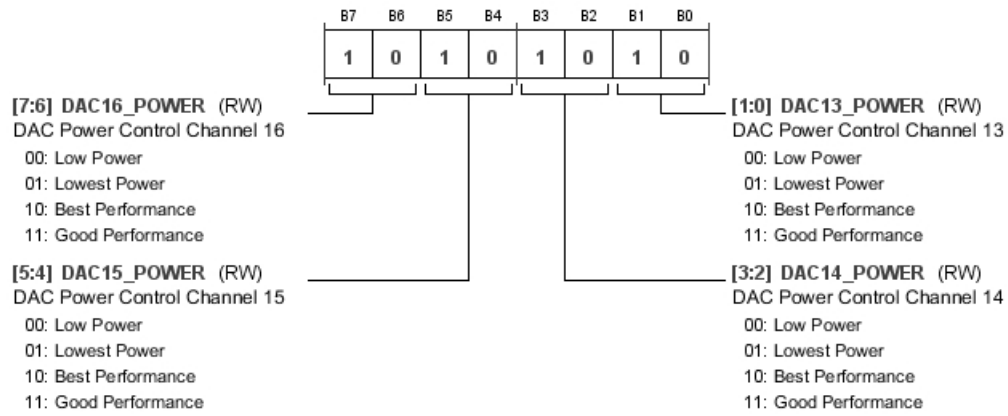 B7 B6 B5 B4 B3 B2 B1 B0
1 0 1 0 1 0 1 0
[7:6] DAC16_POWER (RW)
DAC Power Control Channel 16
00: Low Power
01: Lowest Power
10: Best Performance
11: Good Performance
[5:4] DAC15_POWER (RW)
DAC Power Control Channel 15
00: Low Power
01: Lowest Power
10: Best Performance
11: Good Performance
[1:0] DAC13_POWER (RW)
DAC Power Control Channel 13
00: Low Power
01: Lowest Power
10: Best Performance
11: Good Performance
[3:2] DAC14_POWER (RW)
DAC Power Control Channel 14
00: Low Power
01: Lowest Power
10: Best Performance
11: Good Performance